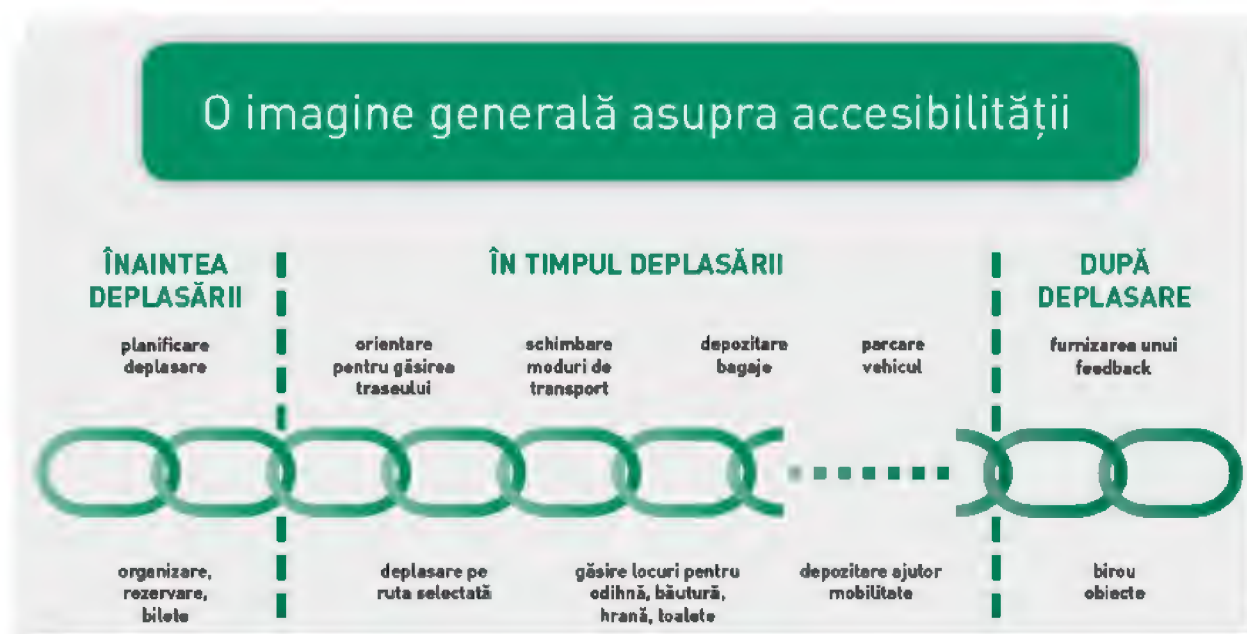 O imagine generală asupra accesibilității
ÎNAINTEA
DEPLASĂRII
ÎN TIMPUL DEPLASĂRII
DUPĂ
DEPLASARE
planificare
deplasare
orientare
pentru găsirea
traseului
schimbare
moduri de
transport
depozitare
bagaje
parcare
vehicul
furnizarea unui
feedback
organizare,
rezervare,
bilete
deplasare pe
ruta selectată
găsire locuri pentru
odihnă, băutură,
hrană, toalete
depozitare ajutor
mobilitate
birou
obiecte